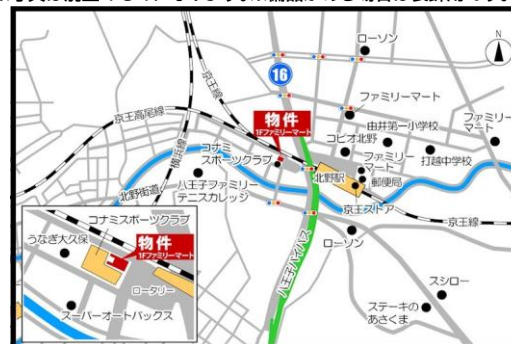 ローソン
N
京王線
16
ファミリーマート
京王高尾線
物件
1Fファミリーマート
由井第一小学校
コピオ北野
ファミリー
マート
打越中学校
横浜線
コナミ
スポーツクラブ
ファミリー
マート
郵便局
北野駅
北野街道
八王子ファミリー
テニスカレッジ
京王ストア
京王線
コナミスポーツクラブ
うなぎ大久保
物件
1Fファミリーマート
ローソン
八王子バイパス
ロータリー
スーパーオートバックス
スシロー
ステーキの
あさくま